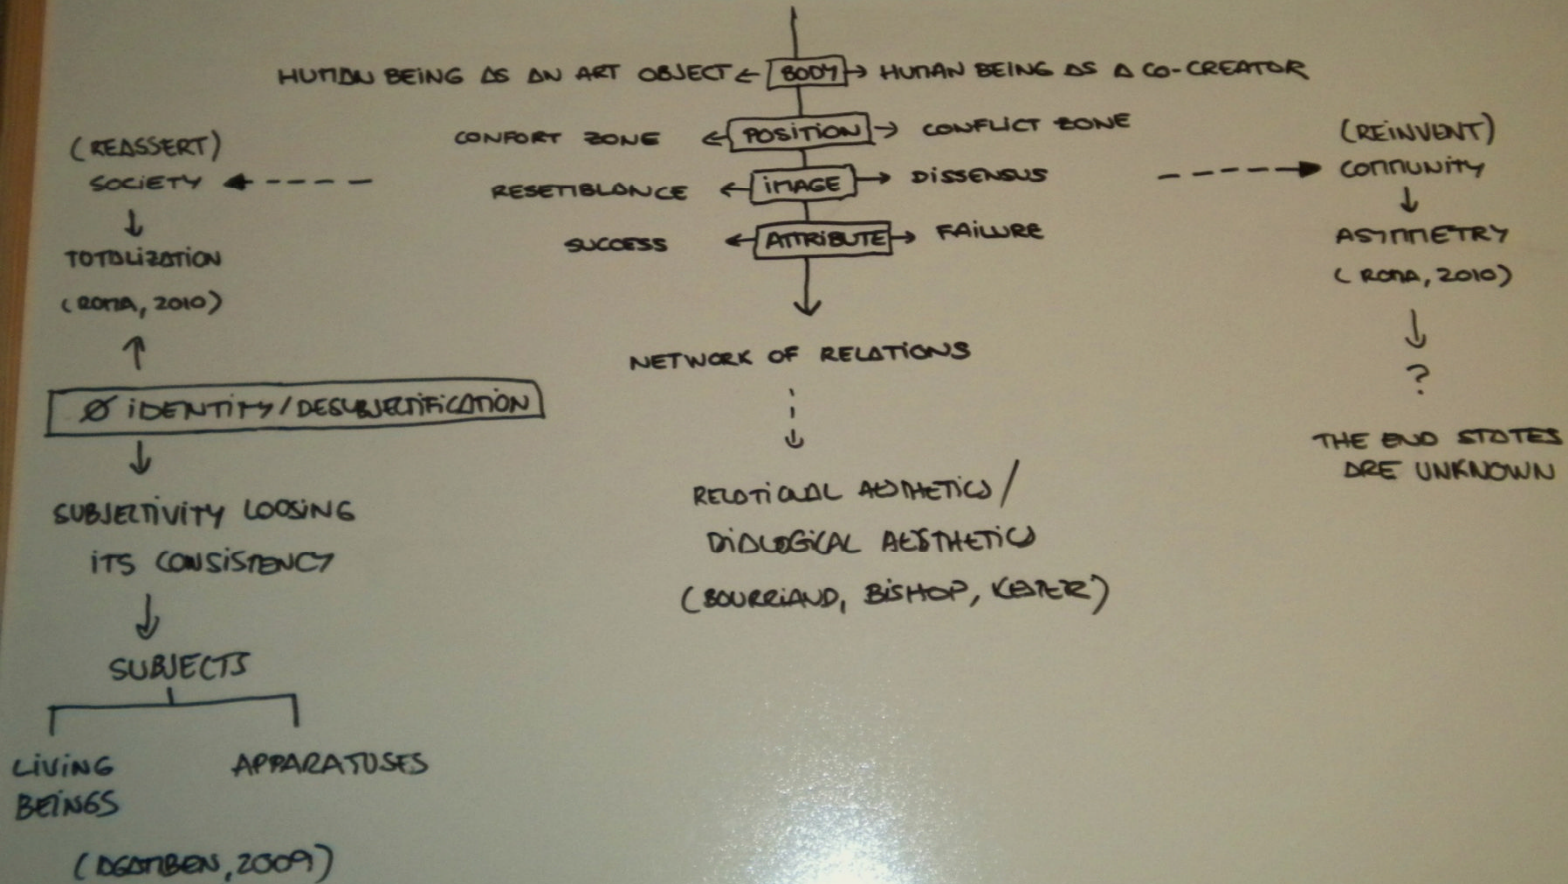 HUMAN BEING AS AN ART OBJECT ← BODY → HUMAN BEING AS A CO-CREATOR
CONFORT ZONE ← POSITION → CONFLICT ZONE
RESEMBLANCE ← IMAGE → DISSENSUS
SUCCESS ← ATTRIBUTE → FAILURE
(REASSERT)
SOCIETY
TOTALIZATION
(ROMA, 2010)
Ø IDENTITY/DESUBJECTIFICATION
SUBJECTIVITY LOOSING
ITS CONSISTENCY
SUBJECTS
LIVING
BEINGS
APPARATUSES
(AGAMBEN, 2009)
NETWORK OF RELATIONS
RELATIONAL AESTHETICS/
DIALOGICAL AESTHETICS
(BOURRIAND, BISHOP, KESTER)
(REINVENT)
COMMUNITY
ASYMMETRY
(ROMA, 2010)
?
THE END STATES
ARE UNKNOWN